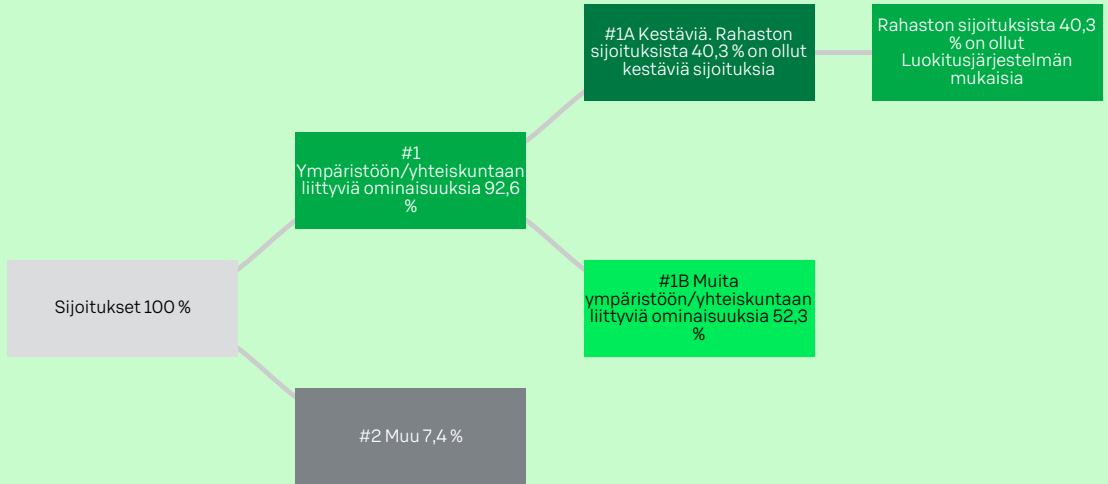 #1A Kestäviä. Rahaston
sijoituksista 40,3 % on ollut
kestäviä sijoituksia
Rahaston sijoituksista 40,3
% on ollut
Luokitusjärjestelmän
mukaisia
#1
Ympäristöön/yhteiskuntaan
liittyviä ominaisuuksia 92,6
%
Sijoitukset 100 %
#1B Muita
ympäristöön/yhteiskuntaan
liittyviä ominaisuuksia 52,3
%
#2 Muu 7,4 %